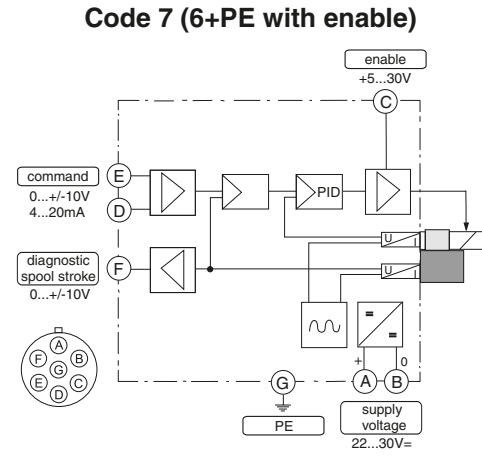 Code 7 (6+PE with enable)
enable
+5...30V
C
E
command
0...+/-10V
4...20mA
D
PID
U I
diagnostic
spool stroke
0...+/-10V
F
U I
=
=
A
F B
G
E C
D
+ 0
G
A B
PE
supply
voltage
22...30V=